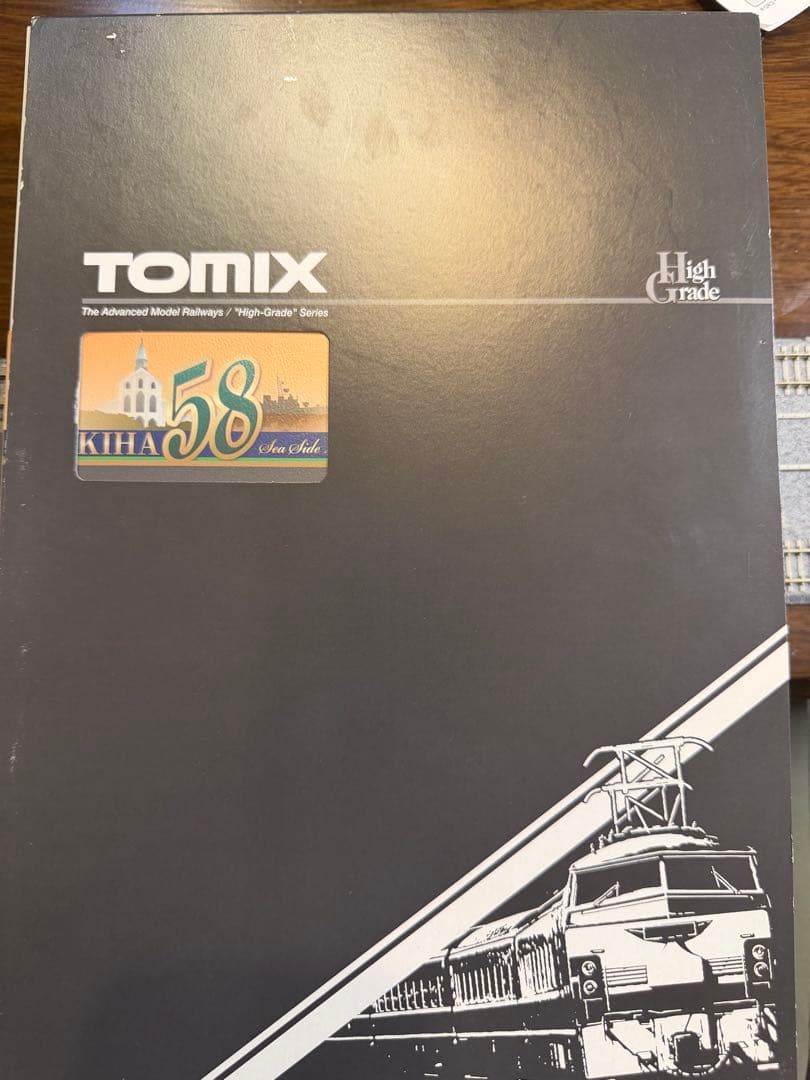 TOMIX
High
Grade
The Advanced Model Railways / "High-Grade" Series
KIHA 58 Sea Side